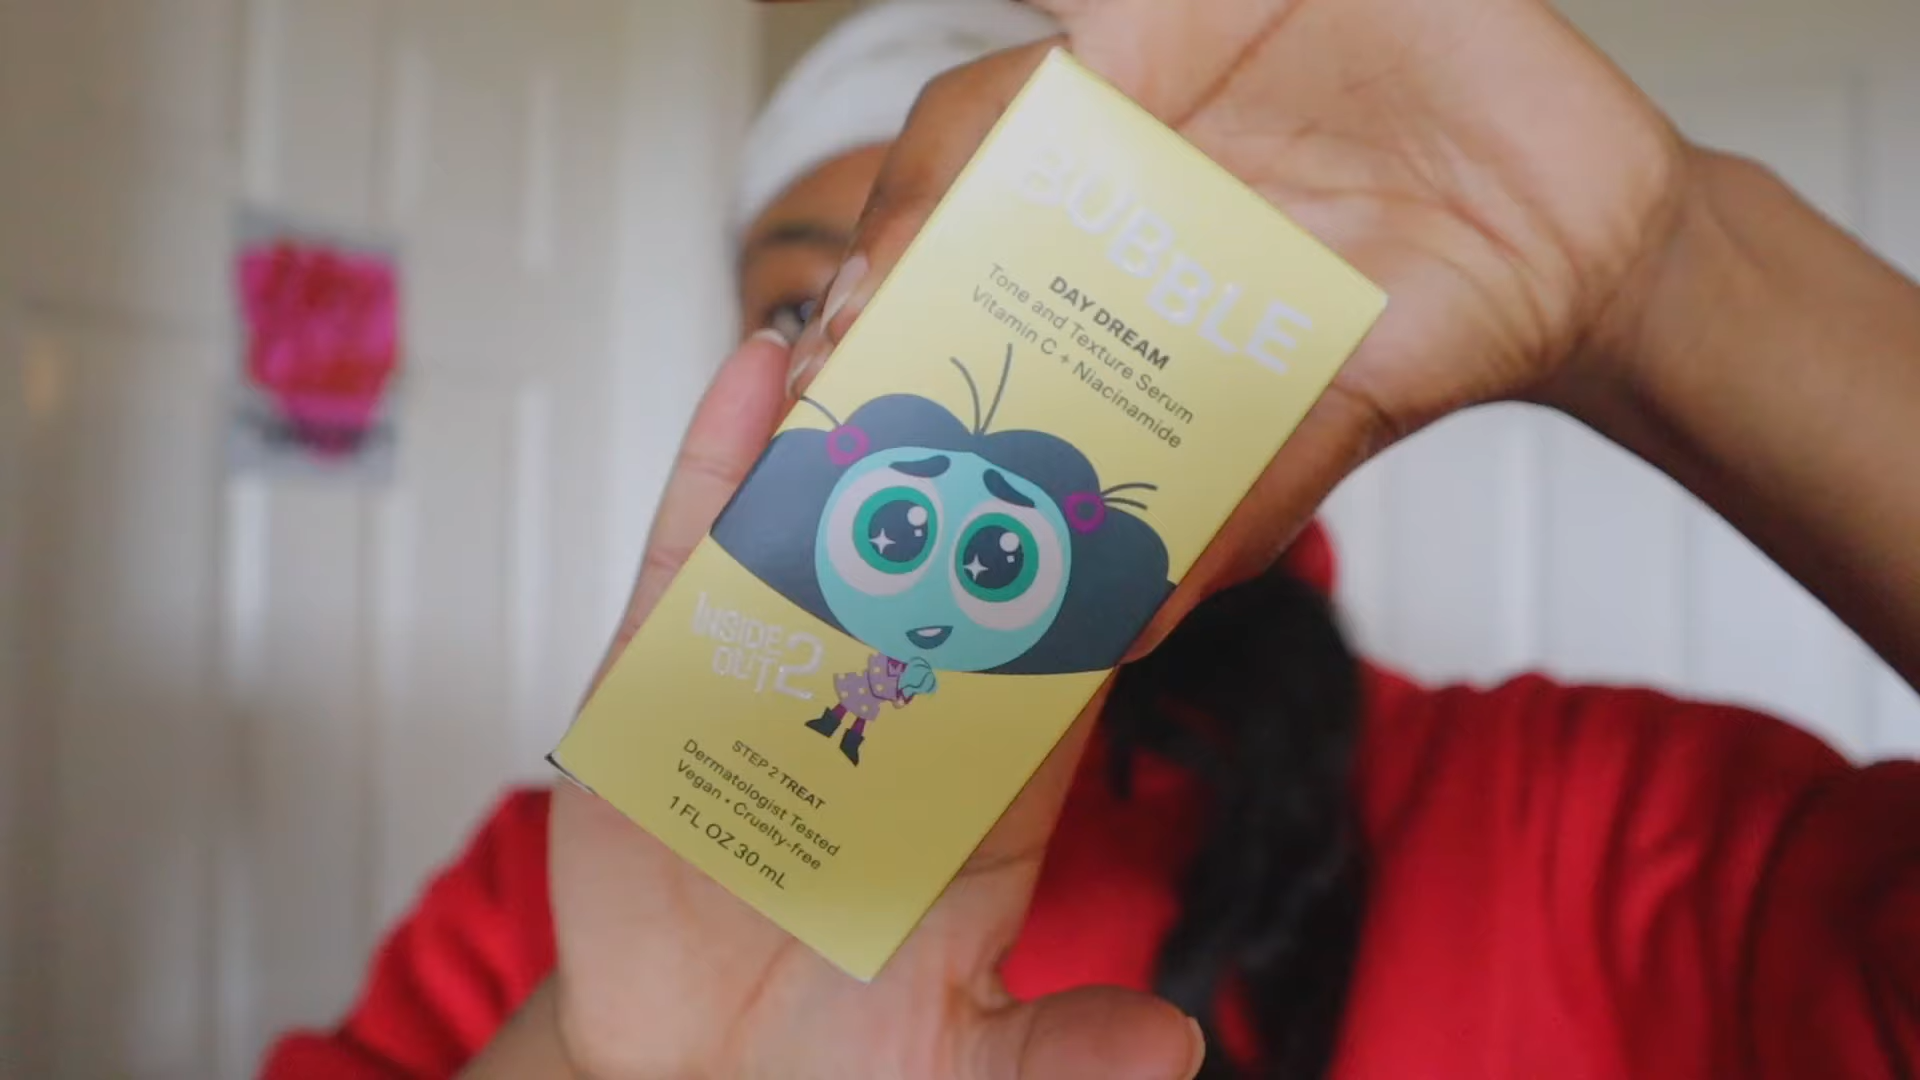 BUBBLE
DAY DREAM
Tone and Texture Serum
Vitamin C + Niacinamide
INSIDE
OUT 2
STEP 2 TREAT
Dermatologist Tested
Vegan • Cruelty-free
1 FL OZ 30 mL